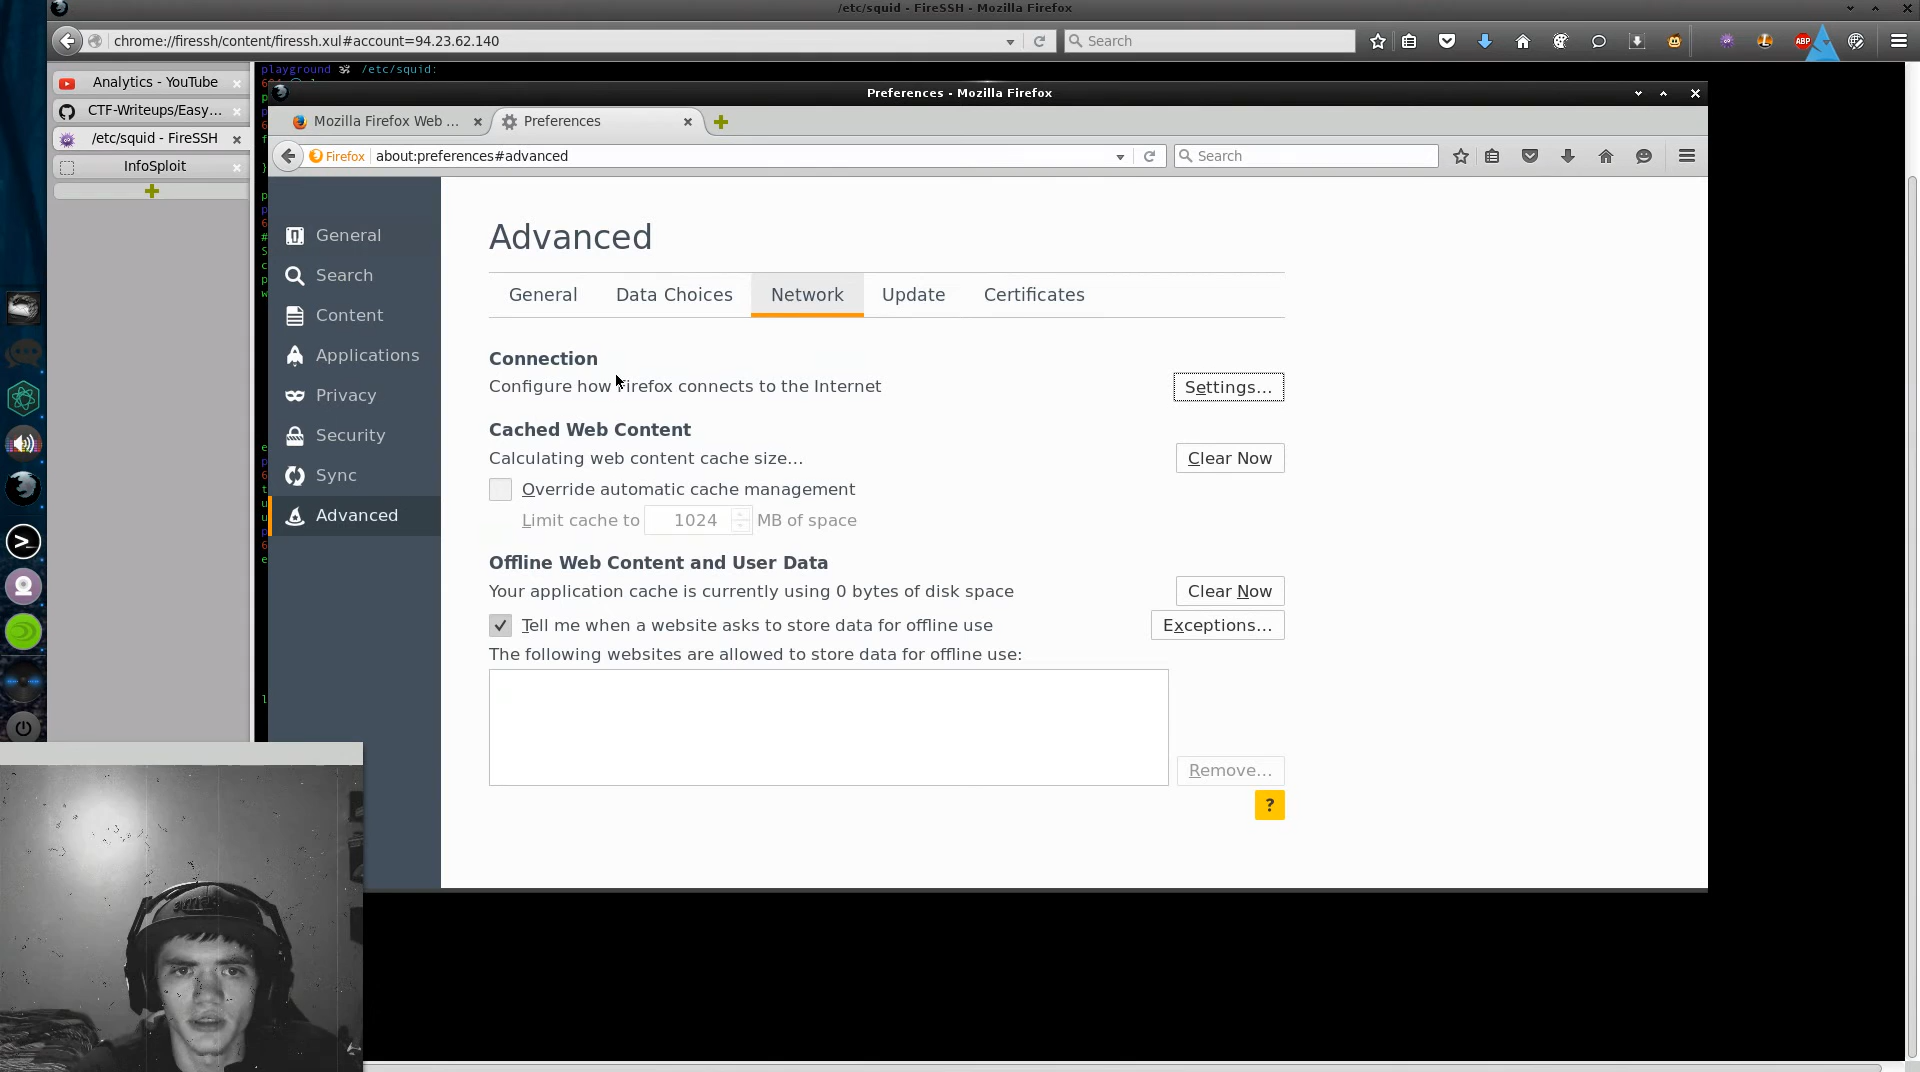 /etc/squid - FireSSH - Mozilla Firefox
chrome://firessh/content/firessh.xul#account=94.23.62.140
Search
ABP
Analytics - YouTube
CTF-Writeups/Easy...
/etc/squid - FireSSH
InfoSploit
playground /etc/squid:
Preferences - Mozilla Firefox
Mozilla Firefox Web ...
Preferences
Firefox
about:preferences#advanced
Search
General
Search
Content
Applications
Privacy
Security
Sync
Advanced
Advanced
General
Data Choices
Network
Update
Certificates
Connection
Configure how Firefox connects to the Internet
Settings...
Cached Web Content
Calculating web content cache size...
Clear Now
Override automatic cache management
Limit cache to 1024 MB of space
Offline Web Content and User Data
Your application cache is currently using 0 bytes of disk space
Clear Now
Tell me when a website asks to store data for offline use
Exceptions...
The following websites are allowed to store data for offline use:
Remove...
?